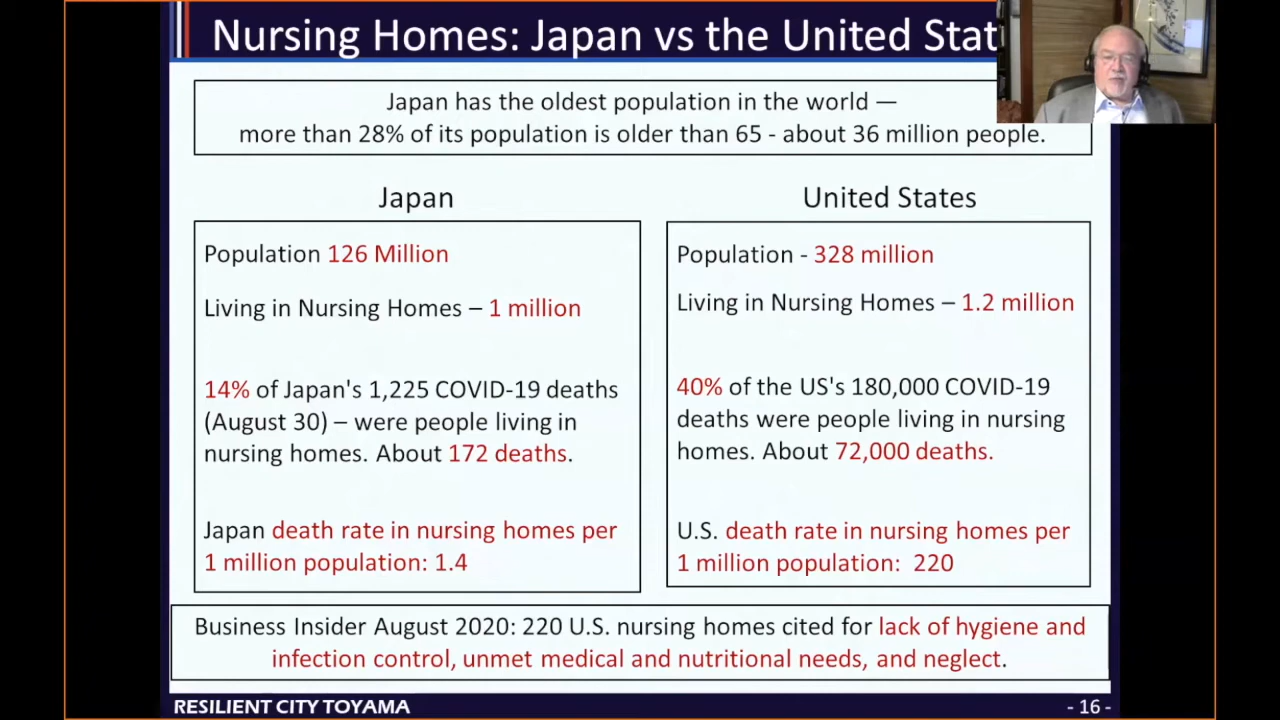 Nursing Homes: Japan vs the United Stat
Japan has the oldest population in the world —
more than 28% of its population is older than 65 - about 36 million people.
Japan
Population 126 Million
Living in Nursing Homes – 1 million
14% of Japan's 1,225 COVID-19 deaths
(August 30) – were people living in
nursing homes. About 172 deaths.
Japan death rate in nursing homes per
1 million population: 1.4
United States
Population - 328 million
Living in Nursing Homes – 1.2 million
40% of the US's 180,000 COVID-19
deaths were people living in nursing
homes. About 72,000 deaths.
U.S. death rate in nursing homes per
1 million population: 220
Business Insider August 2020: 220 U.S. nursing homes cited for lack of hygiene and
infection control, unmet medical and nutritional needs, and neglect.
RESILIENT CITY TOYAMA
- 16 -